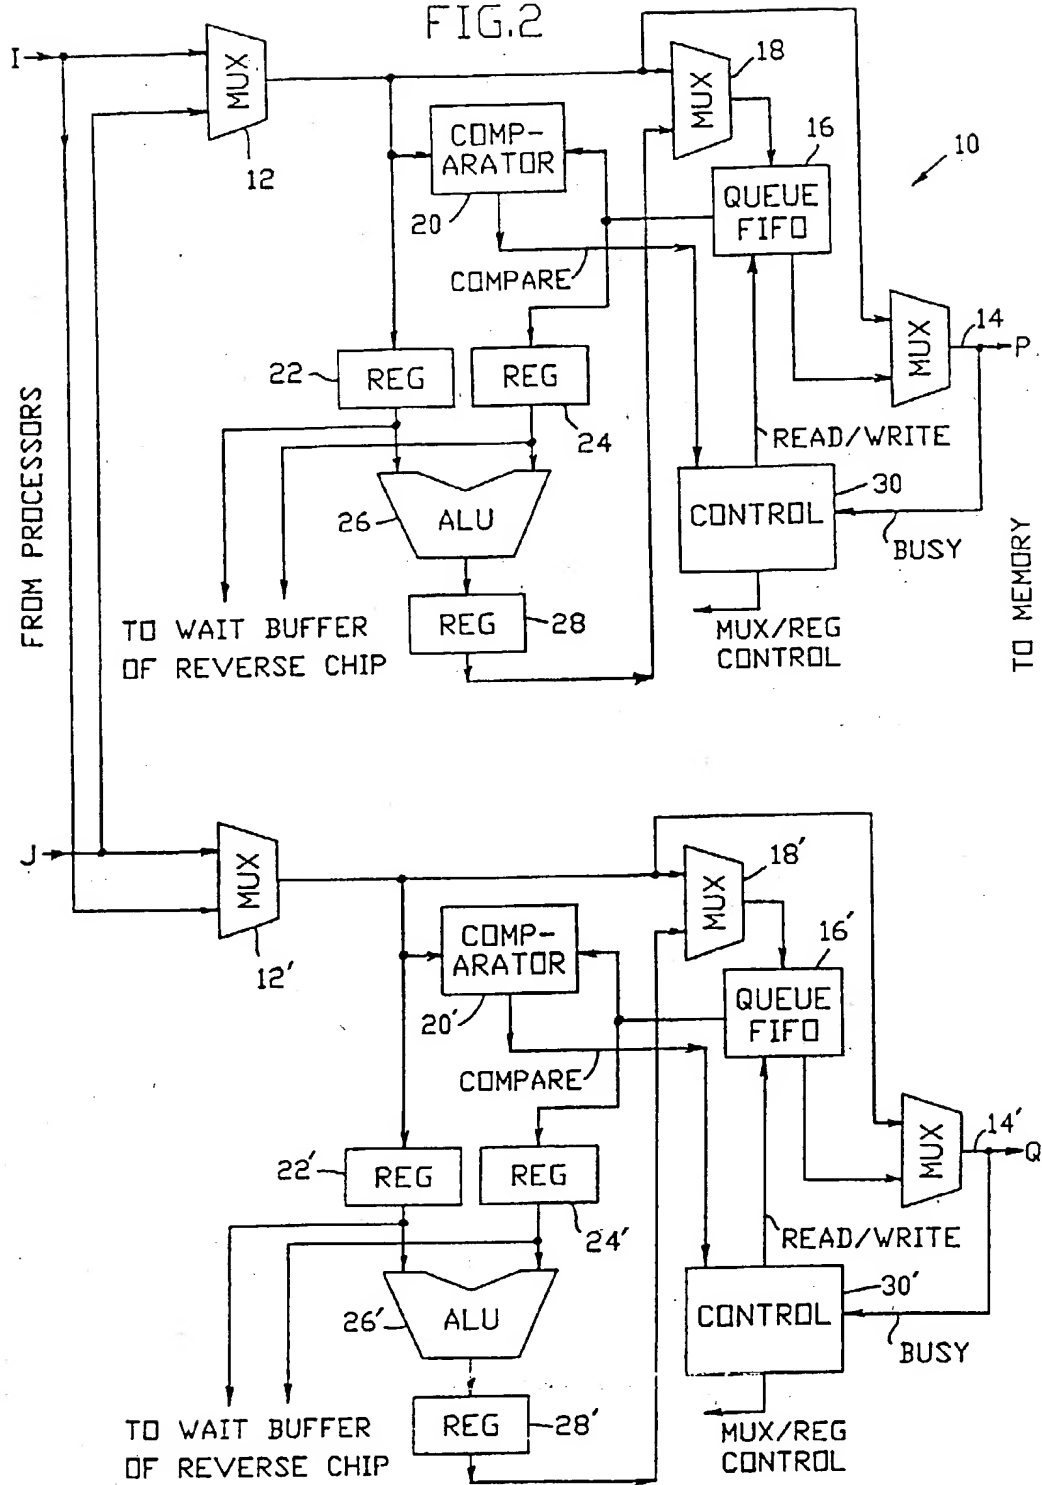 FIG.2
I
MUX
12
MUX
18
COMP-
ARATOR
20
16
QUEUE
FIFO
10
COMPARE
MUX
14
P
22
REG
REG
24
READ/WRITE
26
ALU
CONTROL
30
BUSY
REG
28
TO WAIT BUFFER
OF REVERSE CHIP
MUX/REG
CONTROL
FROM PROCESSORS
TO MEMORY
J
MUX
12'
MUX
18'
COMP-
ARATOR
20'
16'
QUEUE
FIFO
COMPARE
MUX
14'
Q
22'
REG
REG
24'
READ/WRITE
26'
ALU
CONTROL
30'
BUSY
REG
28'
TO WAIT BUFFER
OF REVERSE CHIP
MUX/REG
CONTROL